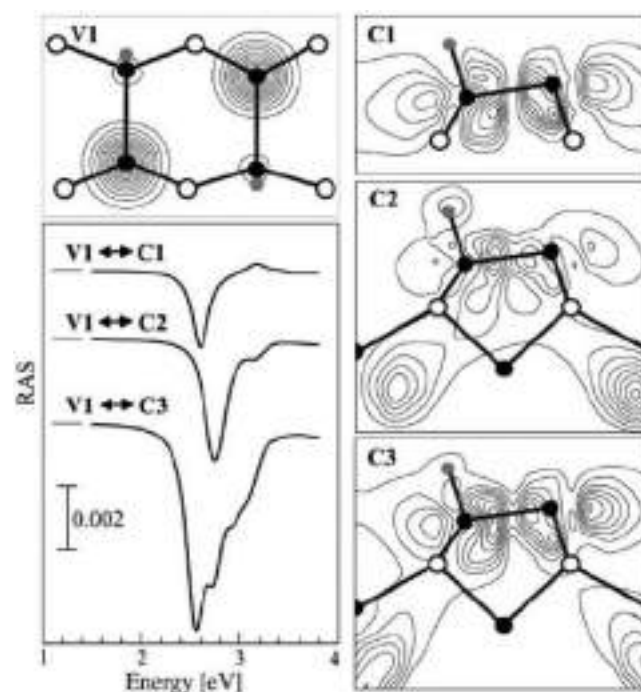 V1
C1
C2
V1 ↔ C1
V1 ↔ C2
V1 ↔ C3
RAS
0.002
1 2 3 4
Energy [eV]
C3